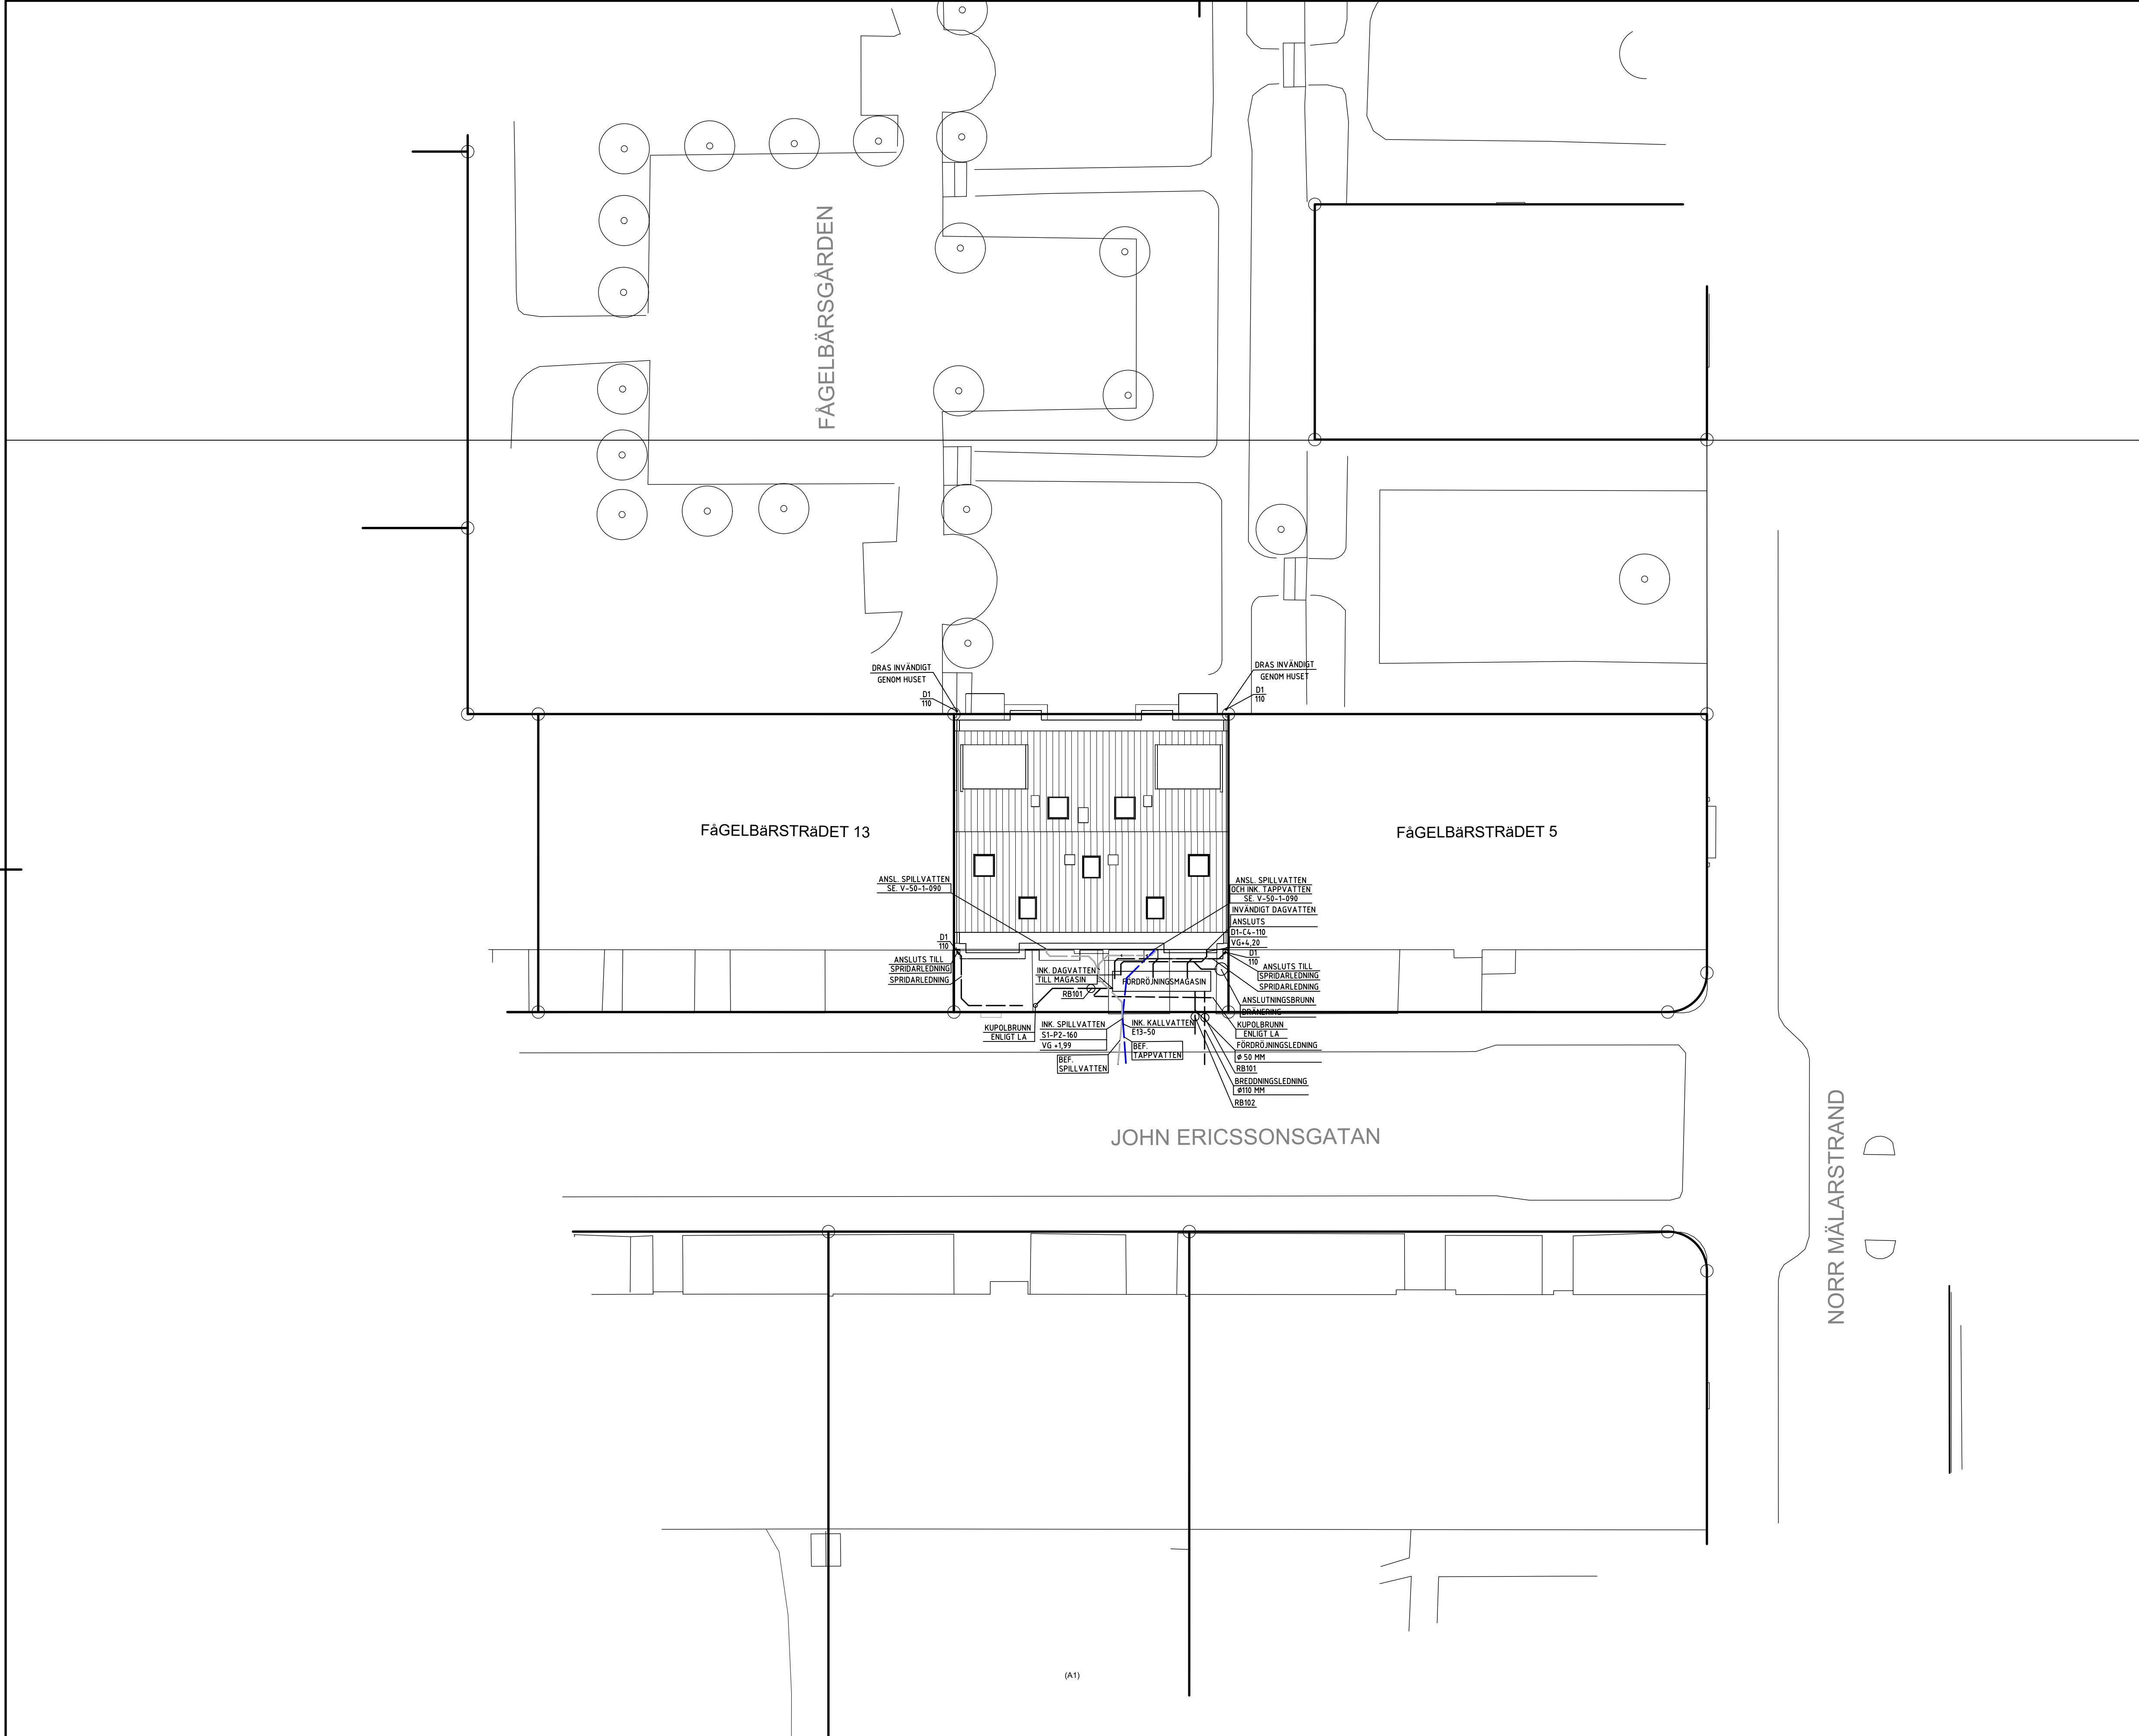 FÅGELBÄRSGÅRDEN
DRAS INVÄNDIGT
GENOM HUSET
D1
110
DRAS INVÄNDIGT
GENOM HUSET
D1
110
FåGELBäRSTRäDET 13
FåGELBäRSTRäDET 5
ANSL. SPILLVATTEN
SE. V-50-1-090
ANSL. SPILLVATTEN
OCH INK. TAPPVATTEN
SE. V-50-1-090
INVÄNDIGT DAGVATTEN
ANSLUTS
D1-C4-110
VG+4,20
D1
110
D1
110
ANSLUTS TILL
SPRIDARLEDNING
SPRIDARLEDNING
ANSLUTS TILL
SPRIDARLEDNING
SPRIDARLEDNING
INK. DAGVATTEN
TILL MAGASIN
FÖRDRÖJNINGSMAGASIN
RB101
ANSLUTNINGSBRUNN
DRÄNERING
KUPOLBRUNN
ENLIGT LA
INK. SPILLVATTEN
S1-P2-160
VG +1,99
INK. KALLVATTEN
E13-50
KUPOLBRUNN
ENLIGT LA
BEF.
SPILLVATTEN
BEF.
TAPPVATTEN
FÖRDRÖJNINGSLEDNING
Ø 50 MM
RB101
BREDDNINGSLEDNING
Ø110 MM
RB102
JOHN ERICSSONSGATAN
NORR MÄLARSTRAND
(A1)